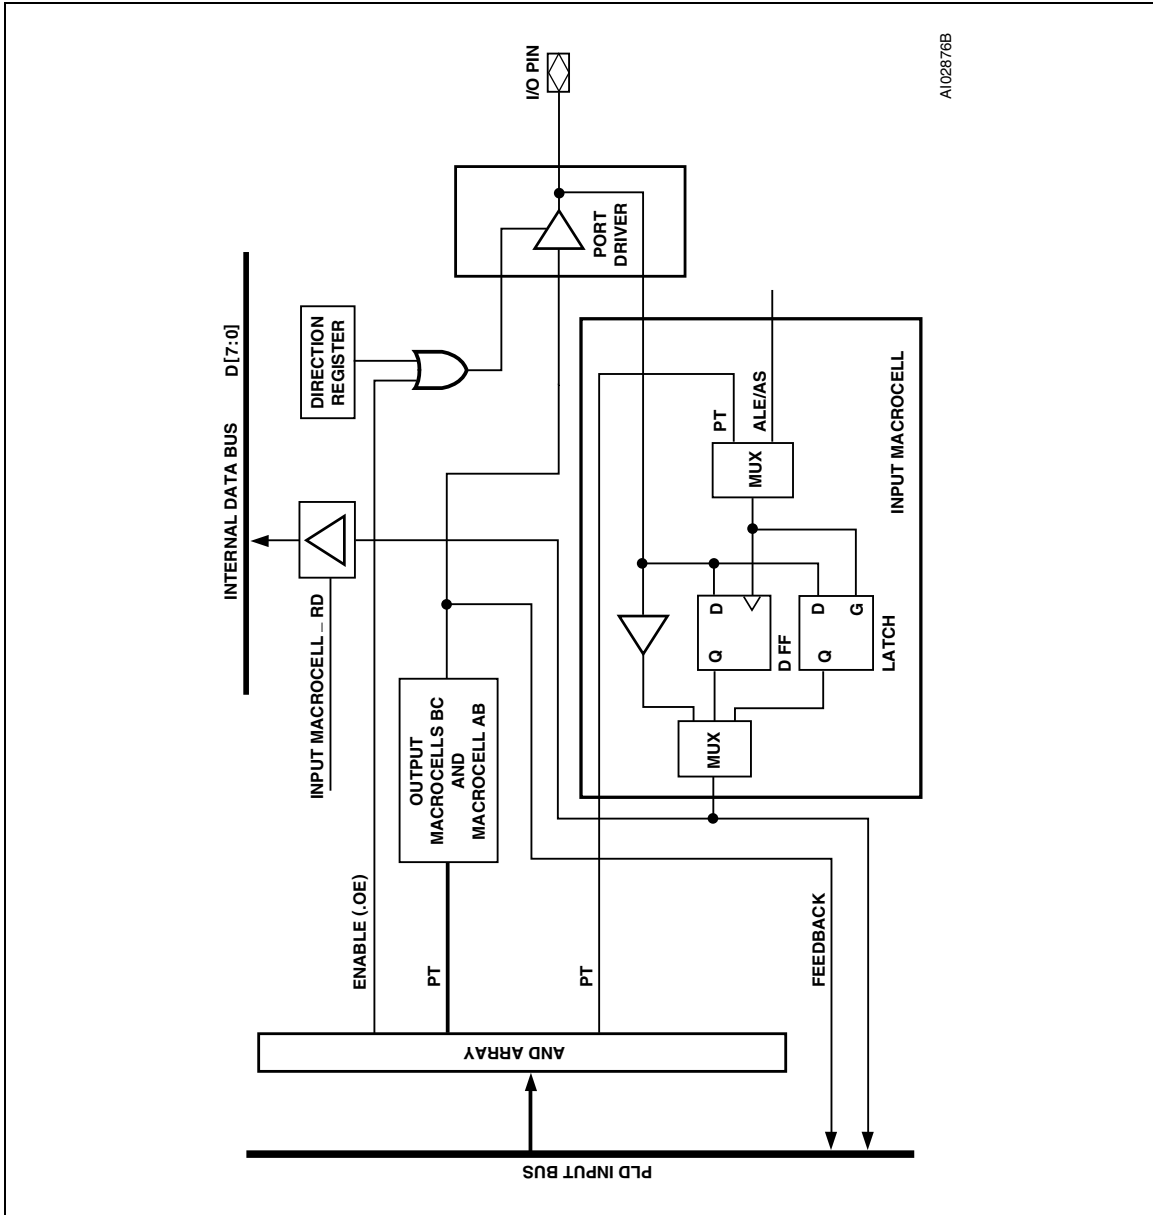 INTERNAL DATA BUS D[7:0]
INPUT MACROCELL _ RD
DIRECTION
REGISTER
I/O PIN
ENABLE (.OE)
OUTPUT
MACROCELLS BC
AND
MACROCELL AB
PT
PORT
DRIVER
AND ARRAY
PLD INPUT BUS
PT
PT
ALE/AS
MUX
D
Q
D FF
D
G
Q
LATCH
MUX
INPUT MACROCELL
FEEDBACK
AI02876B